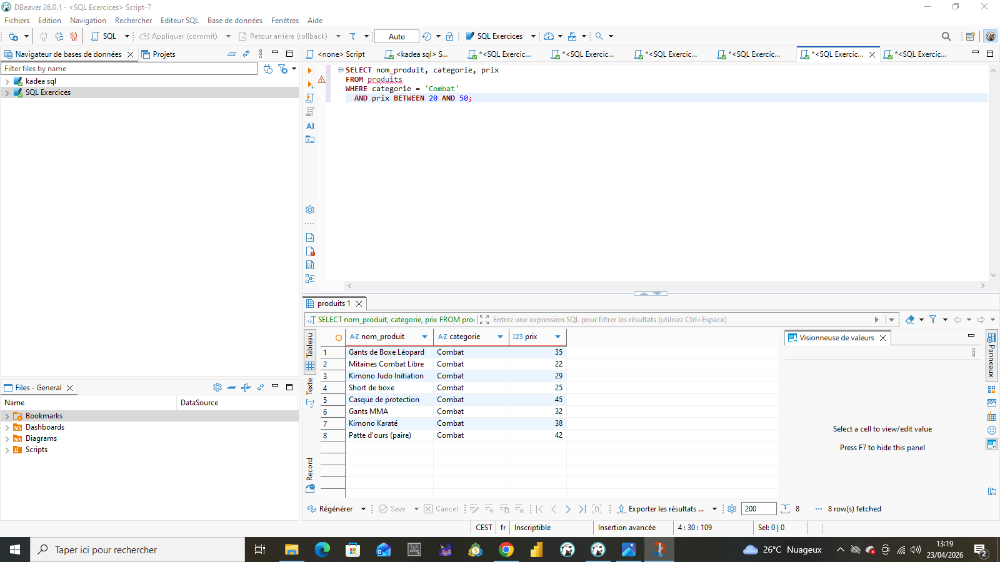 DBeaver 26.0.1 - <SQL Exercices> Script-7
Fichiers Edition Navigation Rechercher Editeur SQL Base de données Fenêtres Aide
SQL Appliquer (commit) Retour arrière (rollback) Auto SQL Exercices
Navigateur de bases de données Projets
<none> Script <kadea sql> S... *<SQL Exercic... *<SQL Exercic... *<SQL Exercic... *<SQL Exercic... *<SQL Exercic... *<SQL Exercic...
Filter files by name
kadea sql
SQL Exercices
SELECT nom_produit, categorie, prix
FROM produits
WHERE categorie = 'Combat'
AND prix BETWEEN 20 AND 50;
AI
produits 1
SELECT nom_produit, categorie, prix FROM pro Entrez une expression SQL pour filtrer les résultats (utilisez Ctrl+Espace)
Tableau
Texte
Record
A-Z nom_produit A-Z categorie 123 prix
1 Gants de Boxe Léopard Combat 35
2 Mitaines Combat Libre Combat 22
3 Kimono Judo Initiation Combat 29
4 Short de boxe Combat 25
5 Casque de protection Combat 45
6 Gants MMA Combat 32
7 Kimono Karaté Combat 38
8 Patte d'ours (paire) Combat 42
Visionneuse de valeurs
Select a cell to view/edit value
Press F7 to hide this panel
Panneaux
Files - General
Name DataSource
Bookmarks
Dashboards
Diagrams
Scripts
Régénérer Save Cancel Exporter les résultats ... 200 8 ... 8 row(s) fetched
CEST fr Inscriptible Insertion avancée 4 : 30 : 109 Sel: 0 | 0
Taper ici pour rechercher
26°C Nuageux
13:19
23/04/2026
2